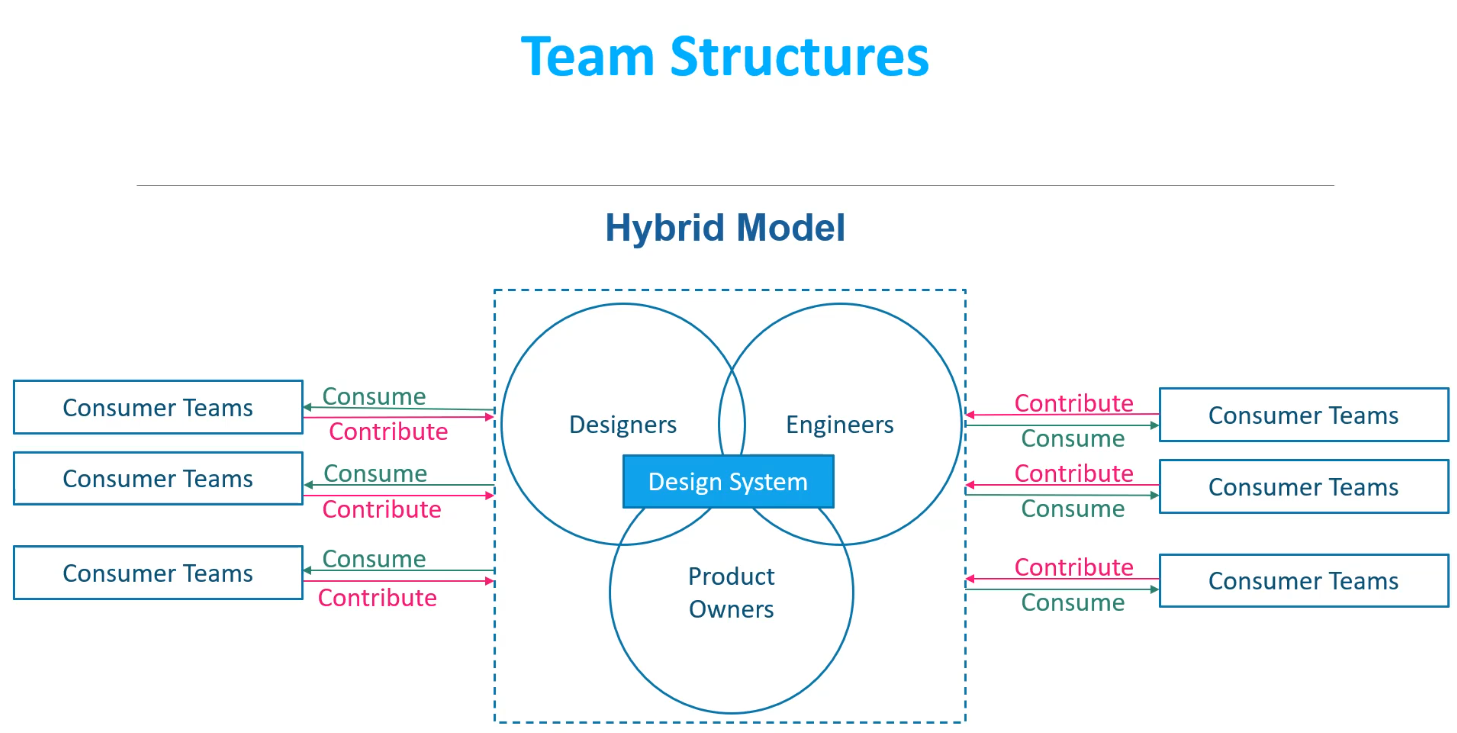 Team Structures
Hybrid Model
Consumer Teams
Consume
Contribute
Consumer Teams
Consume
Contribute
Consumer Teams
Consume
Contribute
Designers
Engineers
Design System
Product
Owners
Contribute
Consume
Consumer Teams
Contribute
Consume
Consumer Teams
Contribute
Consume
Consumer Teams